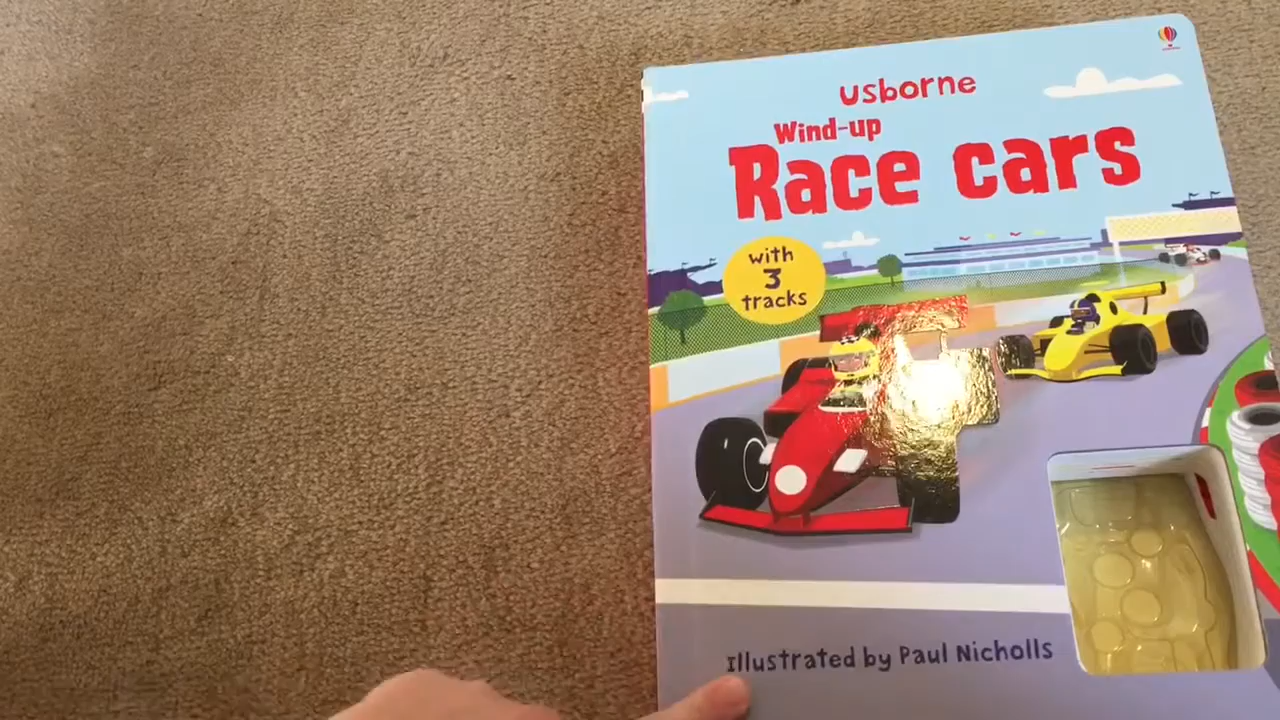 usborne
Wind-up
Race cars
with
3
tracks
Illustrated by Paul Nicholls